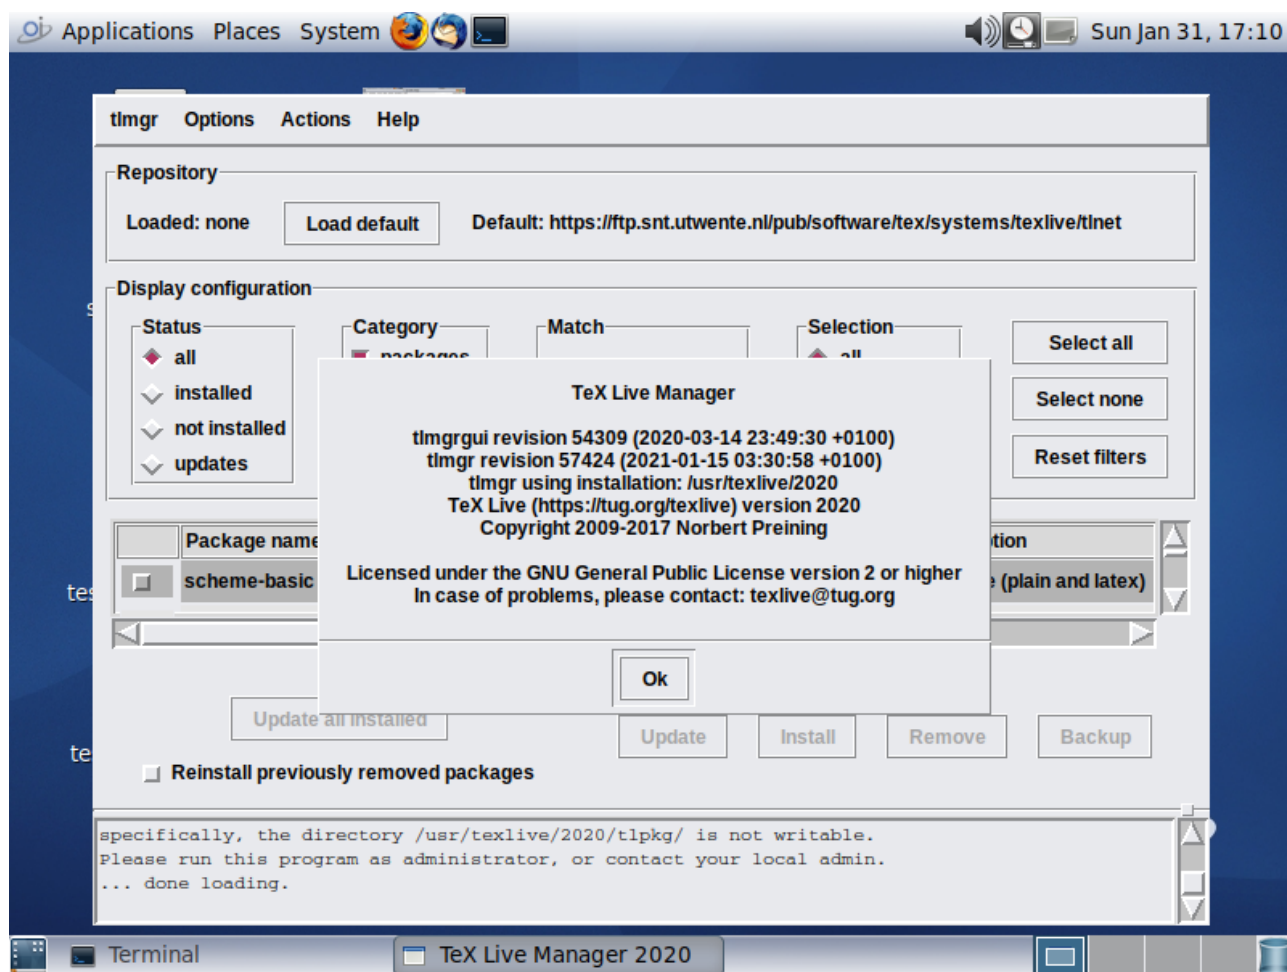 Applications Places System
Sun Jan 31, 17:10
tlmgr Options Actions Help
Repository
Loaded: none
Load default
Default: https://ftp.snt.utwente.nl/pub/software/tex/systems/texlive/tlnet
Display configuration
Status
all
installed
not installed
updates
Category
packages
Match
Selection
all
Select all
Select none
Reset filters
TeX Live Manager
tlmgrgui revision 54309 (2020-03-14 23:49:30 +0100)
tlmgr revision 57424 (2021-01-15 03:30:58 +0100)
tlmgr using installation: /usr/texlive/2020
TeX Live (https://tug.org/texlive) version 2020
Copyright 2009-2017 Norbert Preining
Licensed under the GNU General Public License version 2 or higher
In case of problems, please contact: texlive@tug.org
Ok
Package name
scheme-basic
(plain and latex)
Update all installed
Update
Install
Remove
Backup
Reinstall previously removed packages
specifically, the directory /usr/texlive/2020/tlpkg/ is not writable.
Please run this program as administrator, or contact your local admin.
... done loading.
Terminal
TeX Live Manager 2020